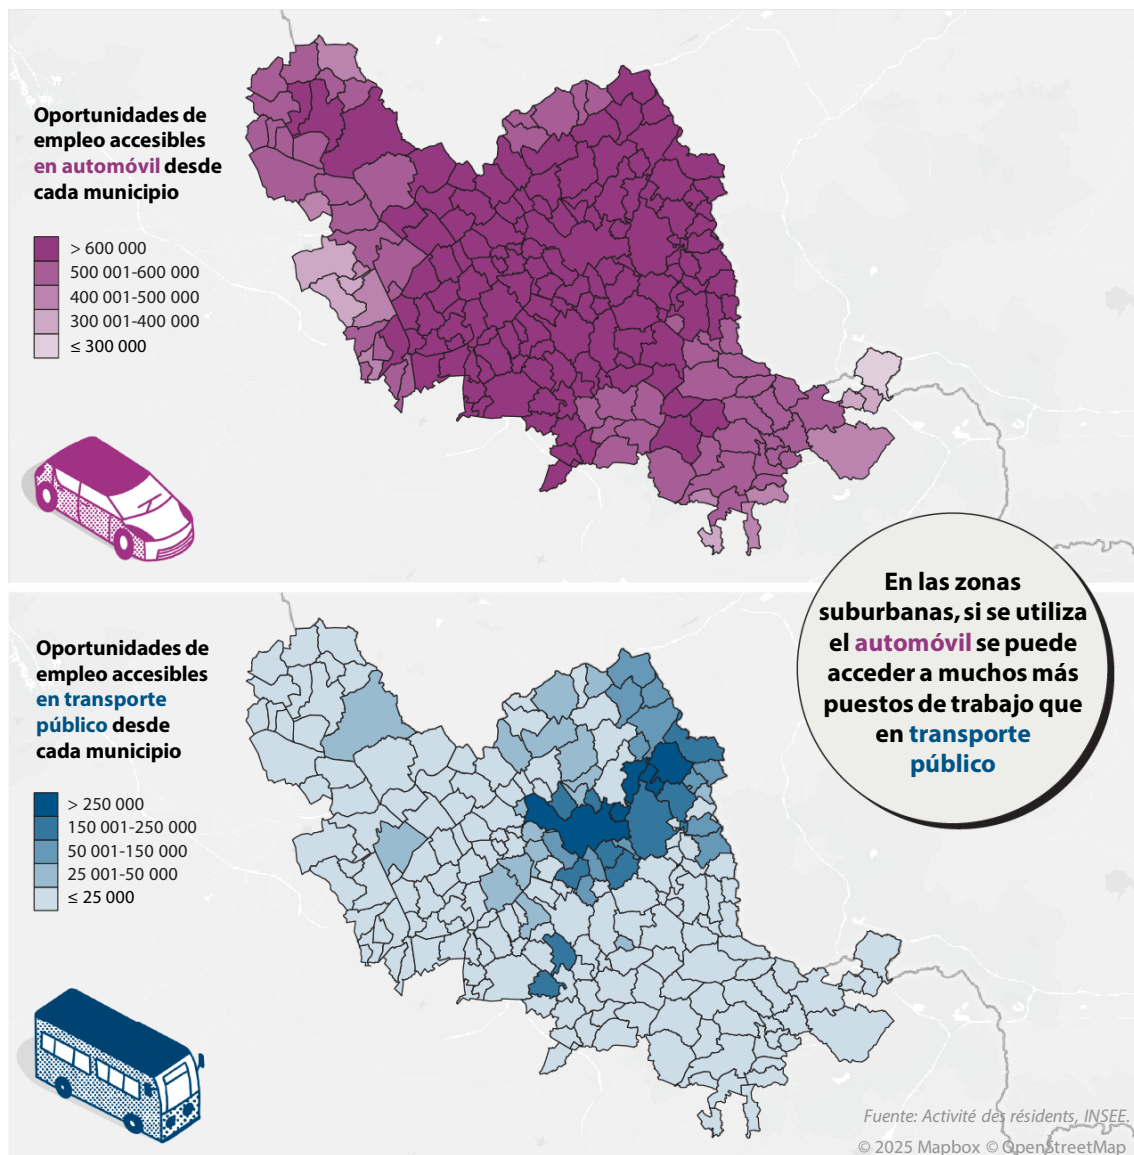 Oportunidades de
empleo accesibles
en automóvil desde
cada municipio
> 600 000
500 001-600 000
400 001-500 000
300 001-400 000
≤ 300 000
En las zonas
suburbanas, si se utiliza
el automóvil se puede
acceder a muchos más
puestos de trabajo que
en transporte
público
Oportunidades de
empleo accesibles
en transporte
público desde
cada municipio
> 250 000
150 001-250 000
50 001-150 000
25 001-50 000
≤ 25 000
Fuente: Activité des résidents, INSEE.
© 2025 Mapbox © OpenStreetMap